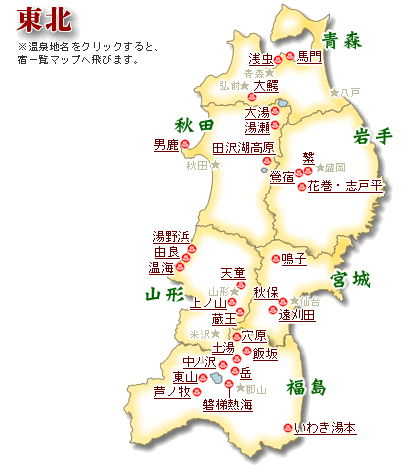 東北
※温泉地名をクリックすると、
宿一覧マップへ飛びます。
青森
浅虫
馬門
青森
弘前
大鰐
八戸
大湯
湯瀬
秋田
岩手
男鹿
田沢湖高原
秋田
繋
盛岡
鶯宿
花巻・志戸平
湯野浜
由良
温海
鳴子
天童
山形
秋保
宮城
山形
上ノ山
仙台
遠刈田
蔵王
米沢
穴原
土湯
飯坂
中ノ沢
岳
東山
郡山
福島
芦ノ牧
磐梯熱海
いわき湯本